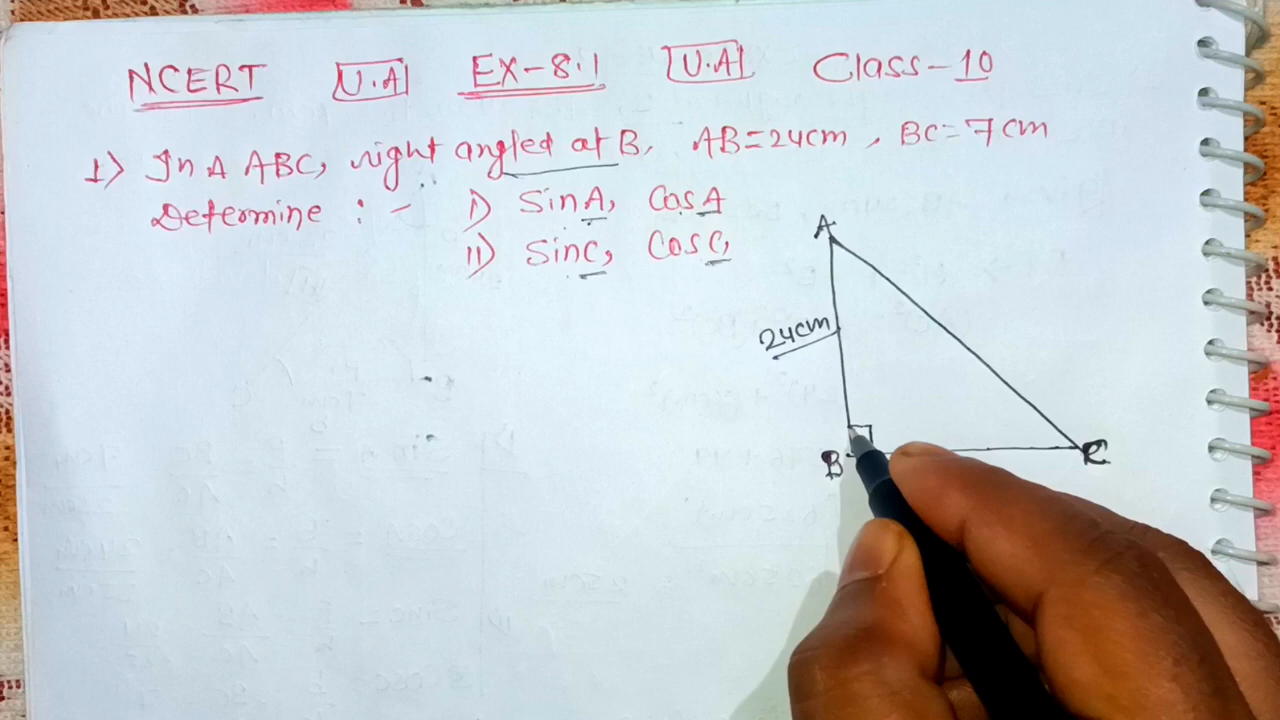 NCERT U.A Ex-8.1 U.A Class-10
1) In ∆ ABC, right angled at B, AB=24cm, BC=7cm
Determine :- i) SinA, CosA
ii) SinC, CosC,
A
24cm
B C